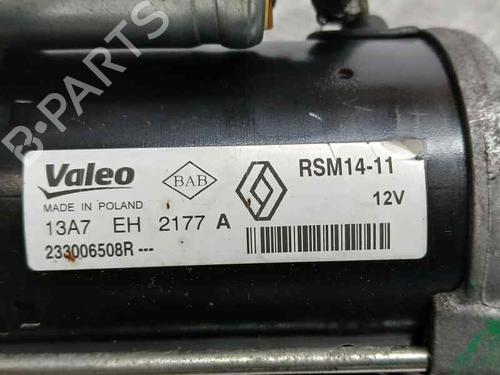 B-PARTS
Valeo
BAB
RSM14-11
MADE IN POLAND
12V
13A7 EH 2177 A
233006508R---